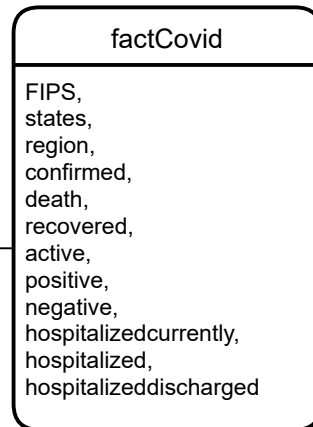 factCovid
FIPS,
states,
region,
confirmed,
death,
recovered,
active,
positive,
negative,
hospitalizedcurrently,
hospitalized,
hospitalizeddischarged